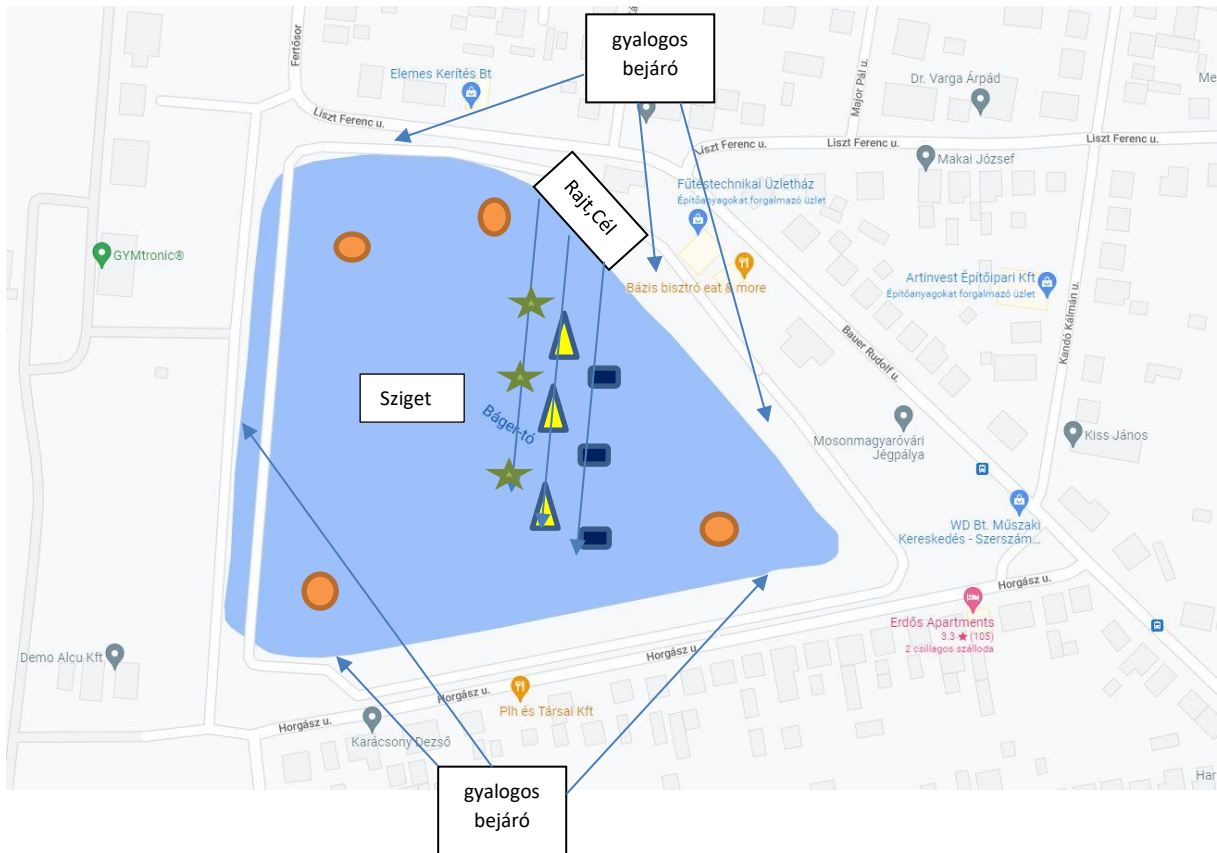 gyalogos
bejáró
Fertősor
Elemes Kerítés Bt
Liszt Ferenc u.
Major Pál u.
Dr. Varga Árpád
Liszt Ferenc u.
Liszt Ferenc u.
Liszt Ferenc u.
Makai József
Rajt,Cél
Fűtéstechnikai Üzletház
Építőanyagokat forgalmazó üzlet
GYMtronic®
Bázis bisztró eat & more
Artinvest Építőipari Kft
Építőanyagokat forgalmazó üzlet
Kandó Kálmán u.
Bauer Rudolf u.
Sziget
Báger-tó
Mosonmagyaróvári
Jégpálya
Kiss János
WD Bt. Műszaki
Kereskedés - Szerszám...
Horgász u.
Erdős Apartments
3.3 ★ (105)
2 csillagos szálloda
Demo Alcu Kft
Horgász u.
Horgász u.
Plh és Társai Kft
Horgász u.
Karácsony Dezső
Har
gyalogos
bejáró